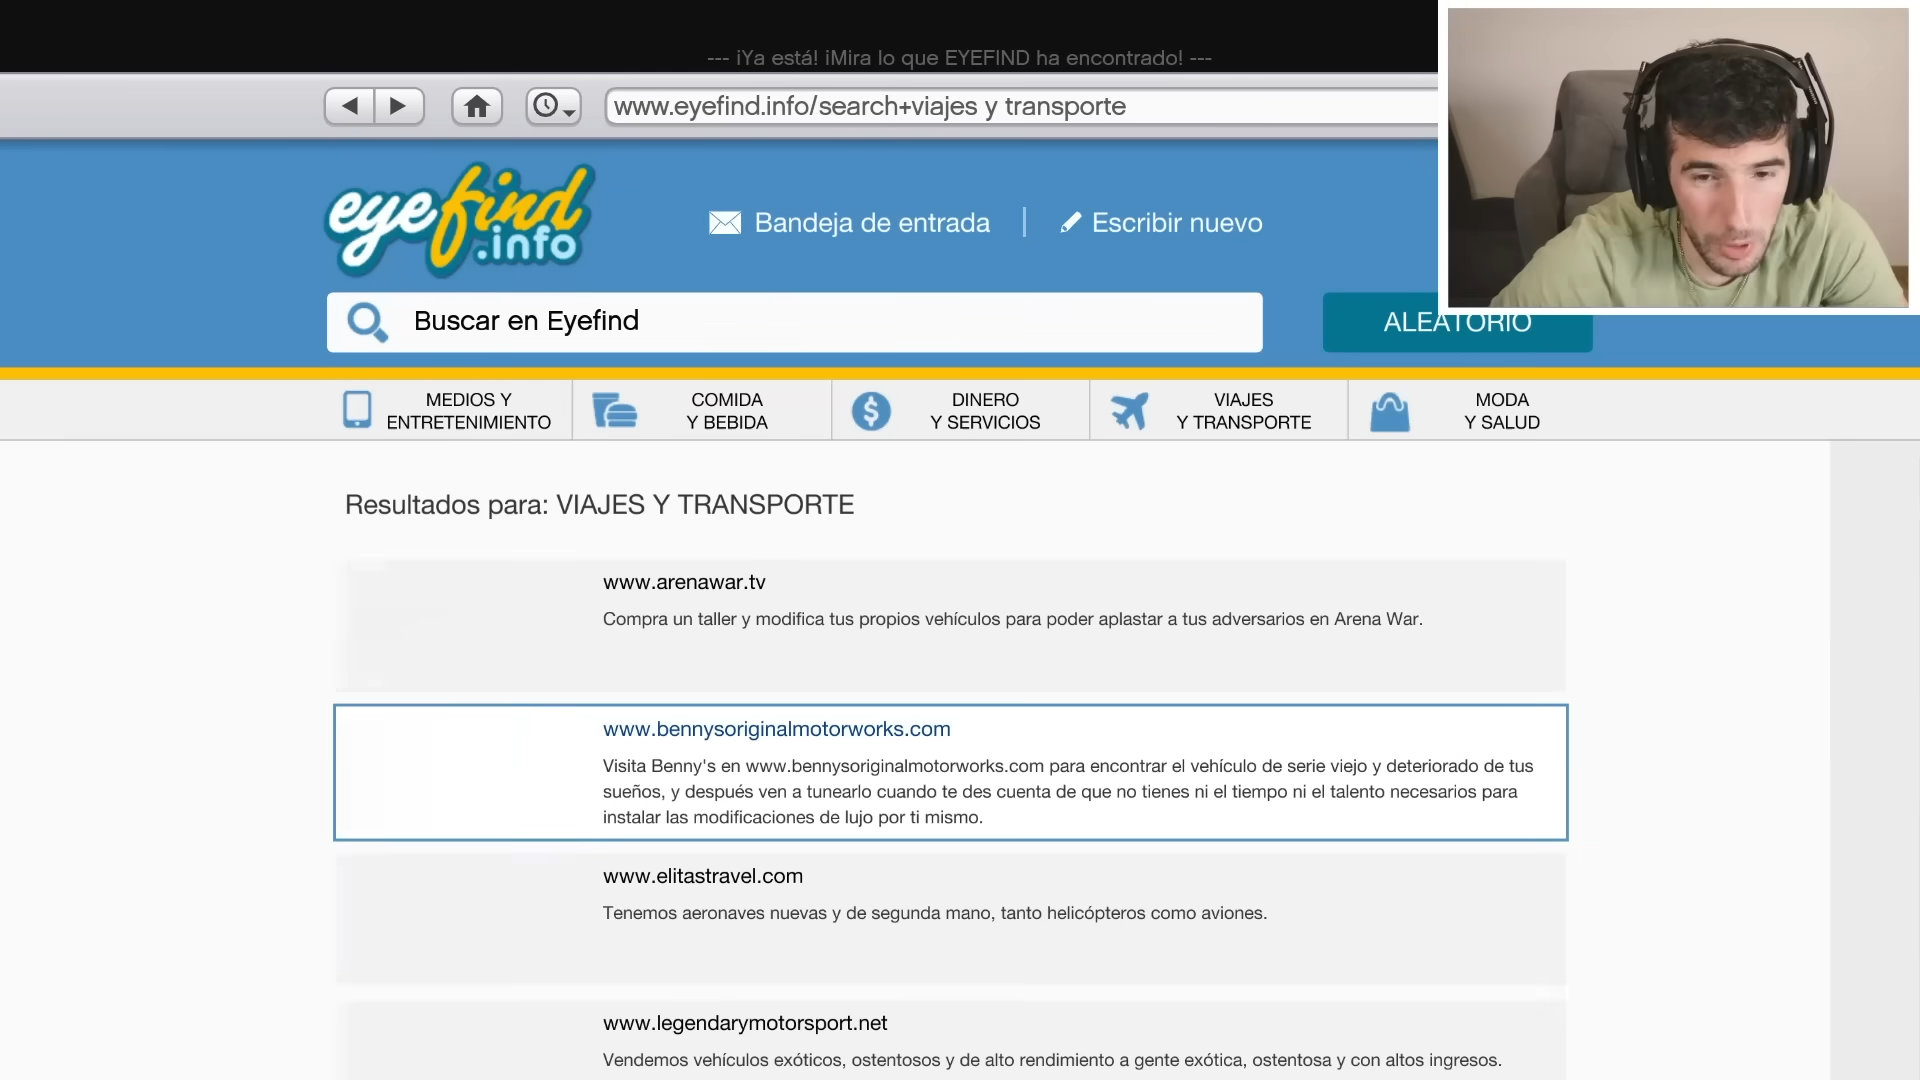 --- ¡Ya está! ¡Mira lo que EYEFIND ha encontrado! ---
www.eyefind.info/search+viajes y transporte
eyefind
.info
Bandeja de entrada
Escribir nuevo
Buscar en Eyefind
ALEATORIO
MEDIOS Y
ENTRETENIMIENTO
COMIDA
Y BEBIDA
DINERO
Y SERVICIOS
VIAJES
Y TRANSPORTE
MODA
Y SALUD
Resultados para: VIAJES Y TRANSPORTE
www.arenawar.tv
Compra un taller y modifica tus propios vehículos para poder aplastar a tus adversarios en Arena War.
www.bennysoriginalmotorworks.com
Visita Benny's en www.bennysoriginalmotorworks.com para encontrar el vehículo de serie viejo y deteriorado de tus
sueños, y después ven a tunearlo cuando te des cuenta de que no tienes ni el tiempo ni el talento necesarios para
instalar las modificaciones de lujo por ti mismo.
www.elitastravel.com
Tenemos aeronaves nuevas y de segunda mano, tanto helicópteros como aviones.
www.legendarymotorsport.net
Vendemos vehículos exóticos, ostentosos y de alto rendimiento a gente exótica, ostentosa y con altos ingresos.